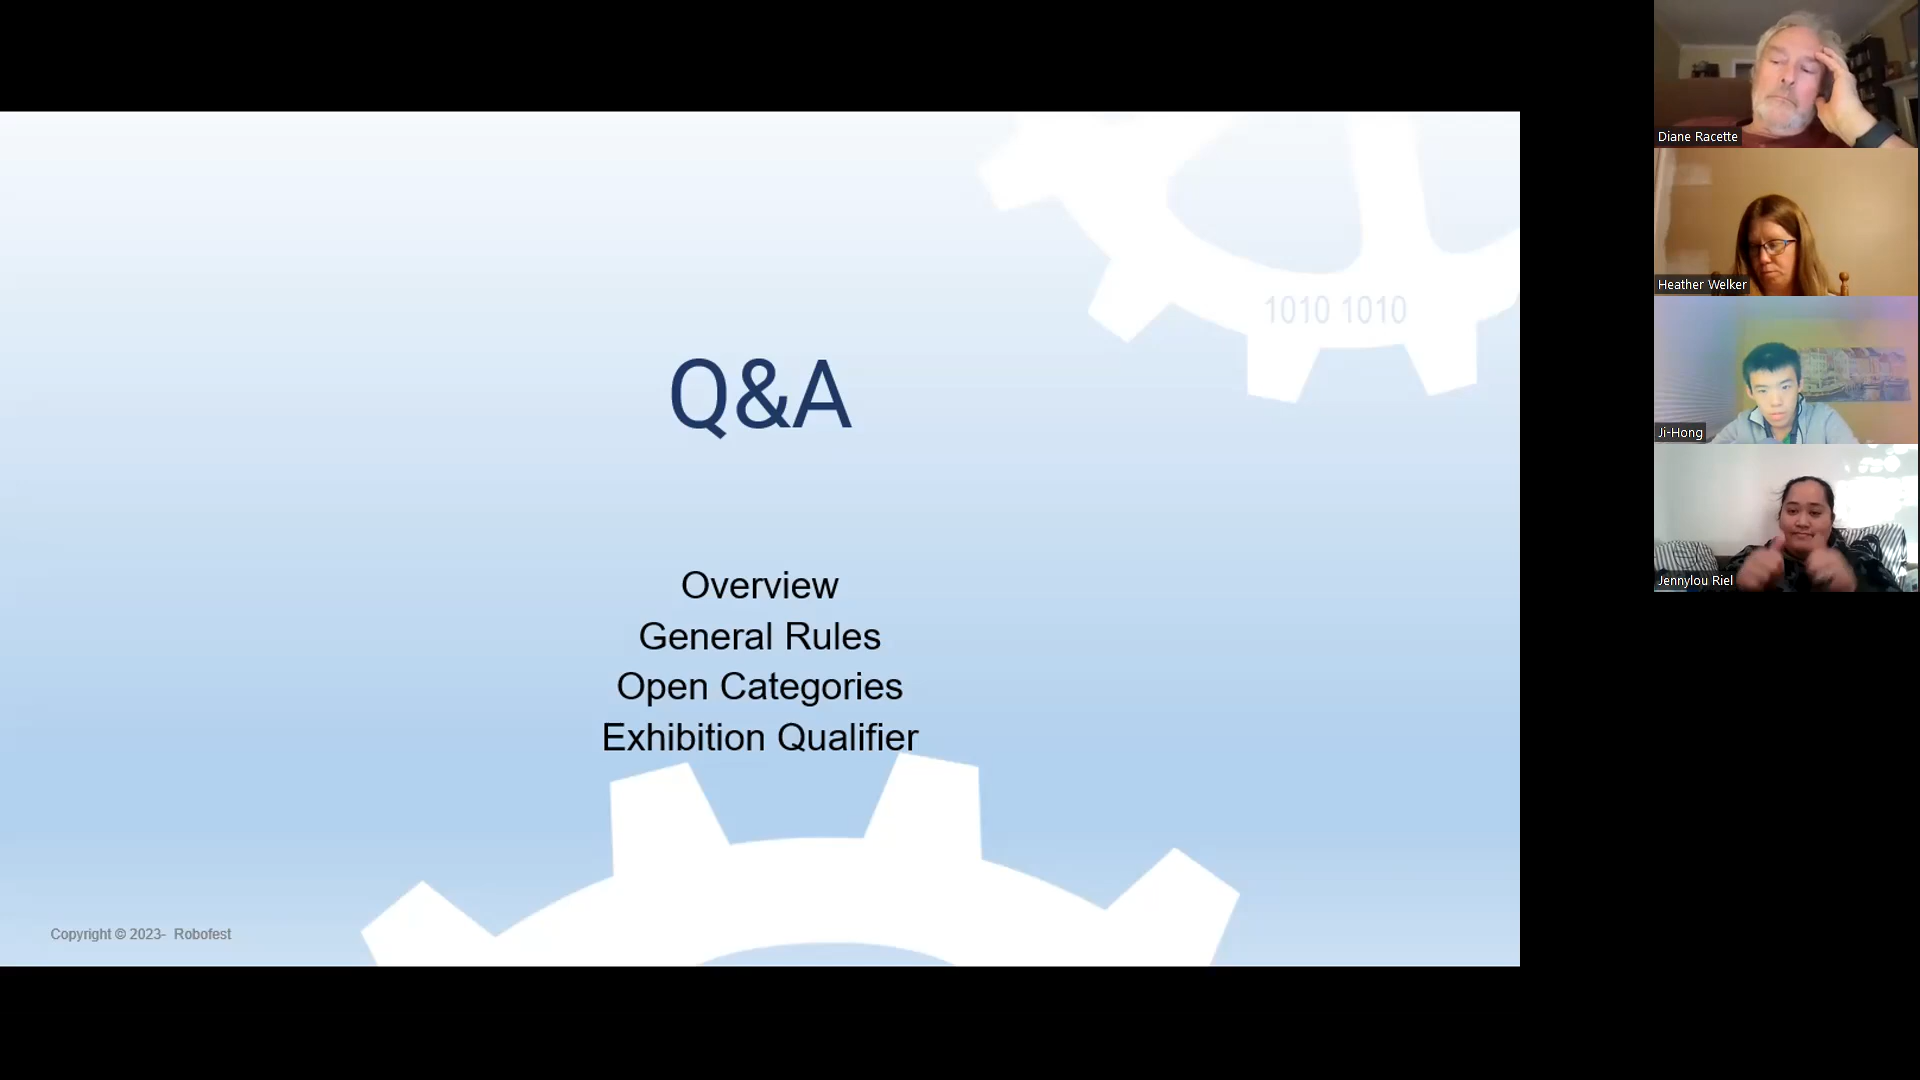 1010 1010
Q&A
Overview
General Rules
Open Categories
Exhibition Qualifier
Copyright © 2023- Robofest
Diane Racette
Heather Welker
Ji-Hong
Jennylou Riel